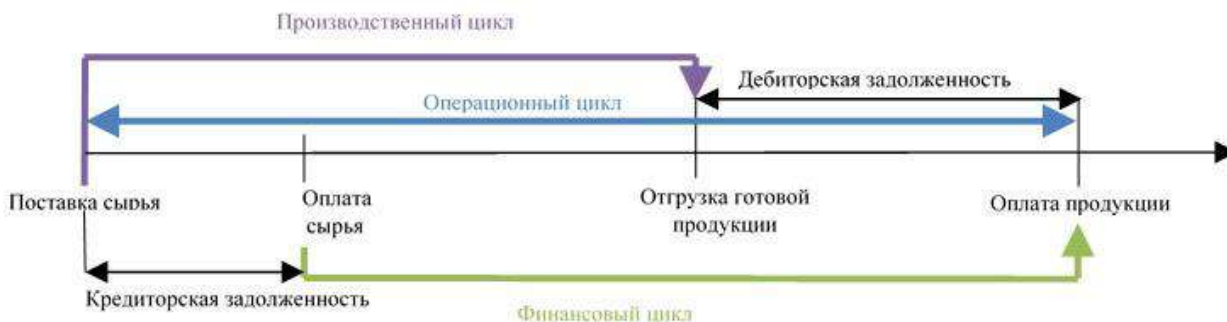 Производственный цикл
Дебиторская задолженность
Операционный цикл
Поставка сырья
Оплата
сырья
Отгрузка готовой
продукции
Оплата продукции
Кредиторская задолженность
Финансовый цикл